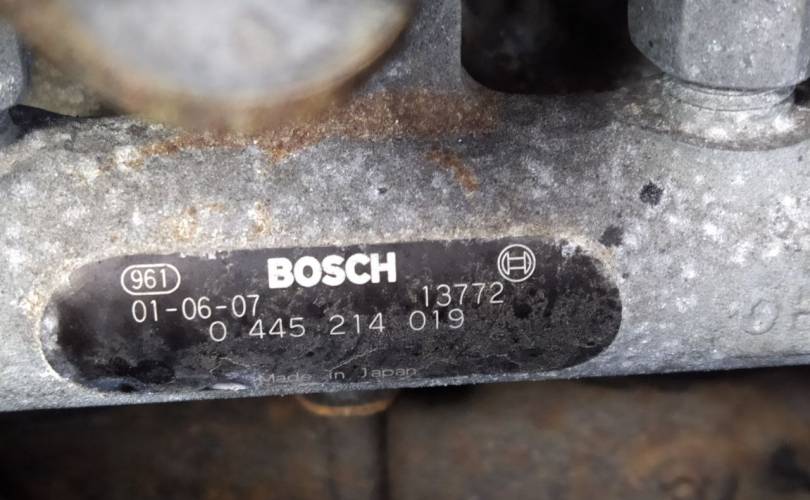 961 BOSCH
01-06-07 13772
0 445 214 019
Made in Japan